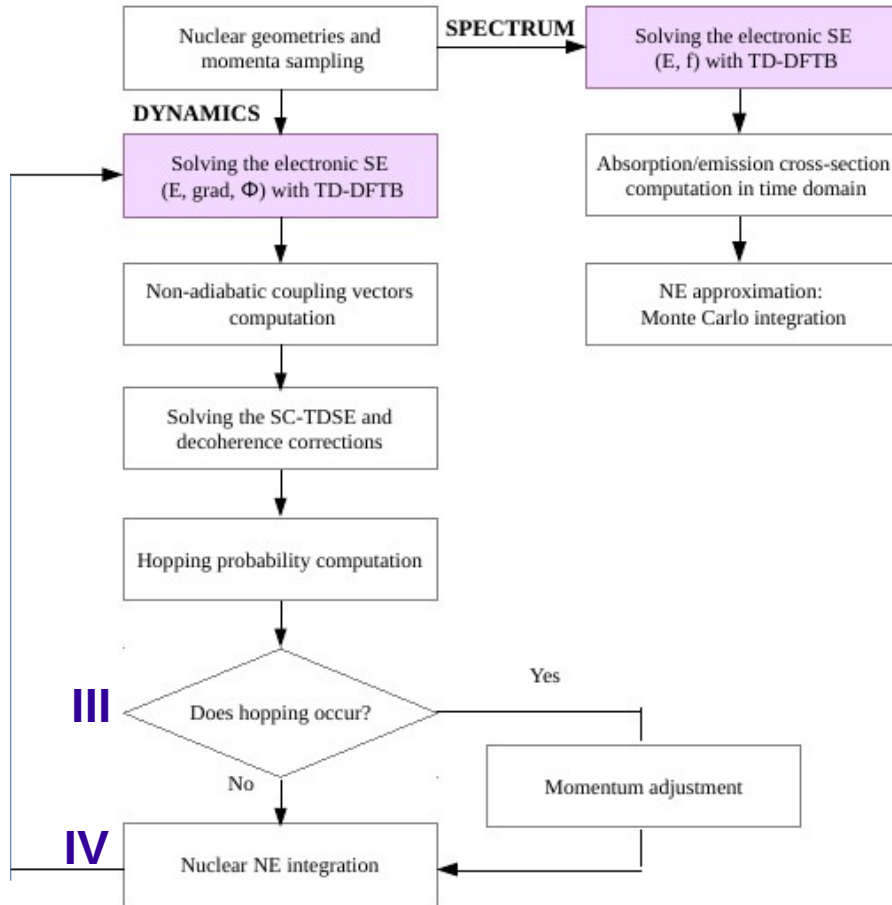 Nuclear geometries and
momenta sampling
SPECTRUM
Solving the electronic SE
(E, f) with TD-DFTB
DYNAMICS
Solving the electronic SE
(E, grad, Φ) with TD-DFTB
Absorption/emission cross-section
computation in time domain
Non-adiabatic coupling vectors
computation
NE approximation:
Monte Carlo integration
Solving the SC-TDSE and
decoherence corrections
Hopping probability computation
III
Does hopping occur?
Yes
No
Momentum adjustment
IV
Nuclear NE integration